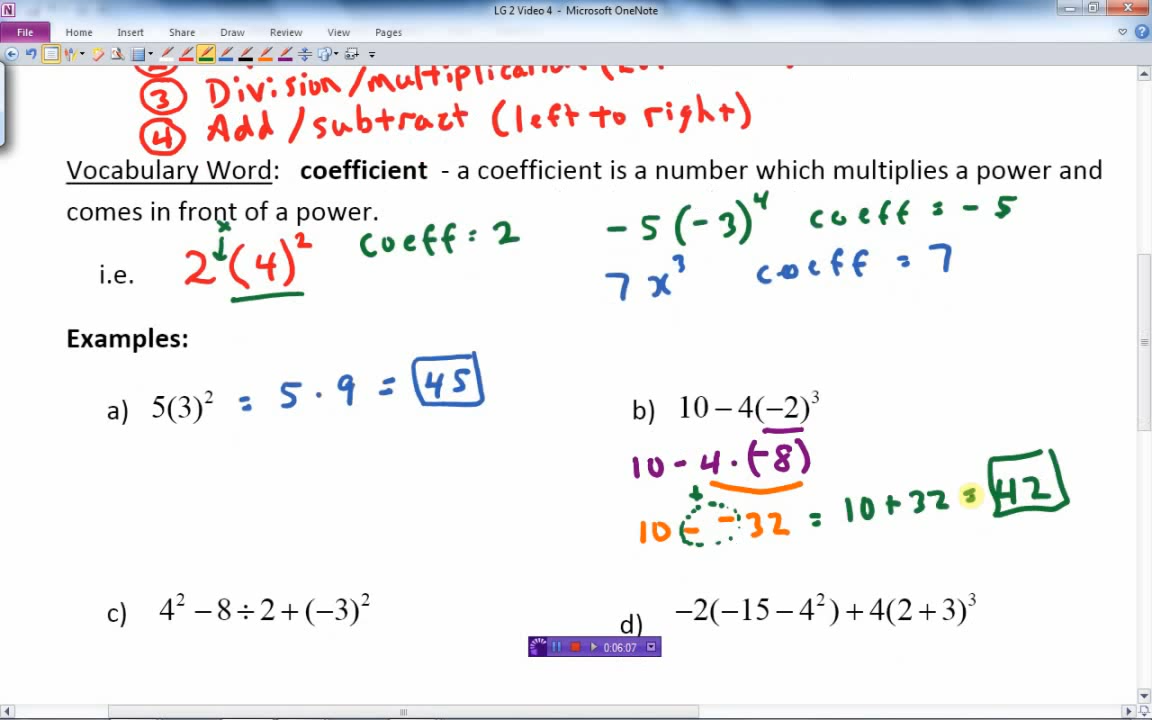 LG 2 Video 4 - Microsoft OneNote
File Home Insert Share Draw Review View Pages
③ Division/multiplication
④ Add/subtract (left to right)
Vocabulary Word: coefficient - a coefficient is a number which multiplies a power and
comes in front of a power.
x
i.e. 2 (4)² coeff = 2 -5 (-3)⁴ coeff = -5
7x³ coeff = 7
Examples:
a) 5(3)² = 5 · 9 = 45 b) 10 − 4(−2)³
10 - 4 · (-8)
+
10 - -32 = 10 + 32 = 42
c) 4² − 8 ÷ 2 + (−3)² d) −2(−15 − 4²) + 4(2 + 3)³
0:06:07